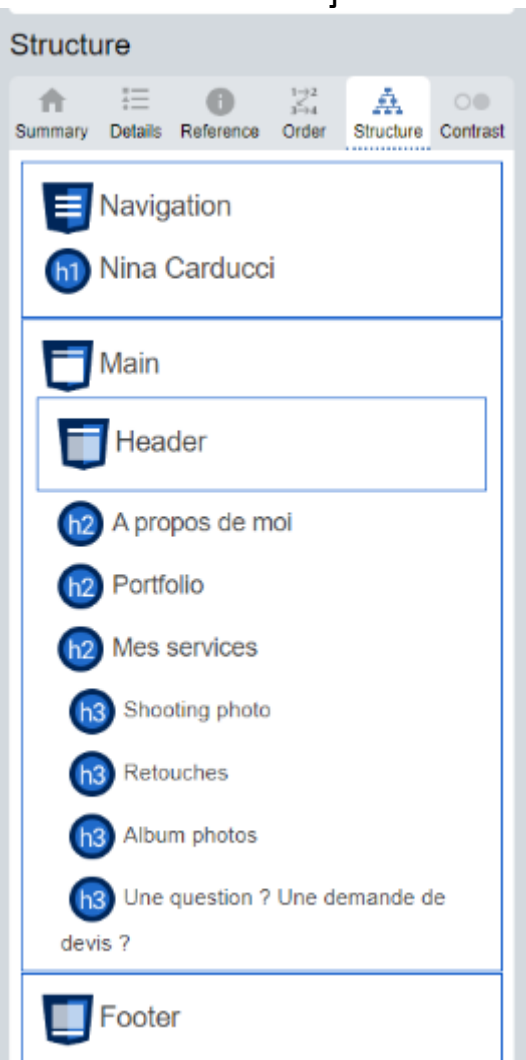 Structure
Summary Details Reference Order Structure Contrast
Navigation
h1 Nina Carducci
Main
Header
h2 A propos de moi
h2 Portfolio
h2 Mes services
h3 Shooting photo
h3 Retouches
h3 Album photos
h3 Une question ? Une demande de
devis ?
Footer